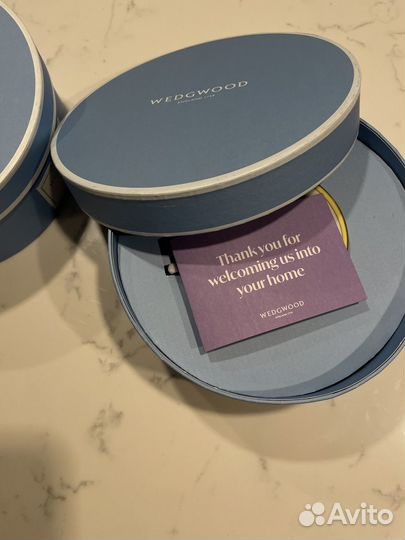 WEDGWOOD
ENGLAND 1759
Thank you for
welcoming us into
your home
WEDGWOOD
ENGLAND 1759
Avito